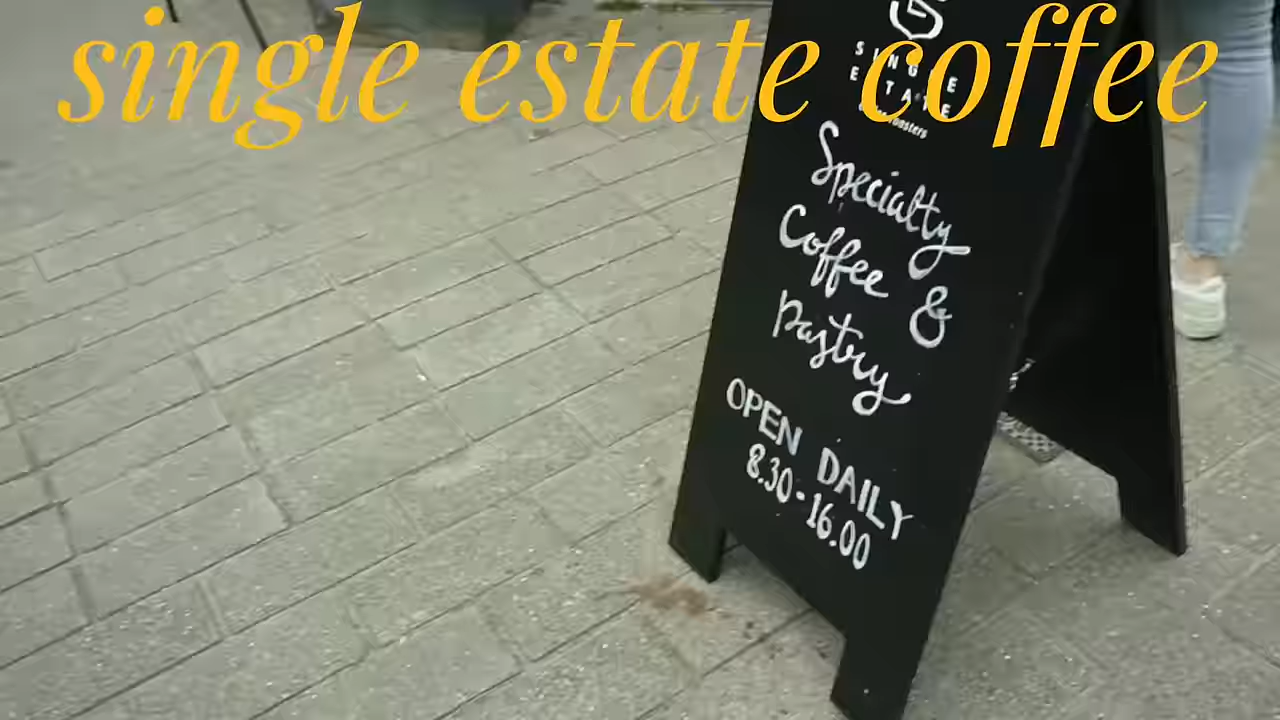 single estate coffee
SINGLE
ESTATE
Specialty
Coffee &
Pastry
OPEN DAILY
8.30-16.00